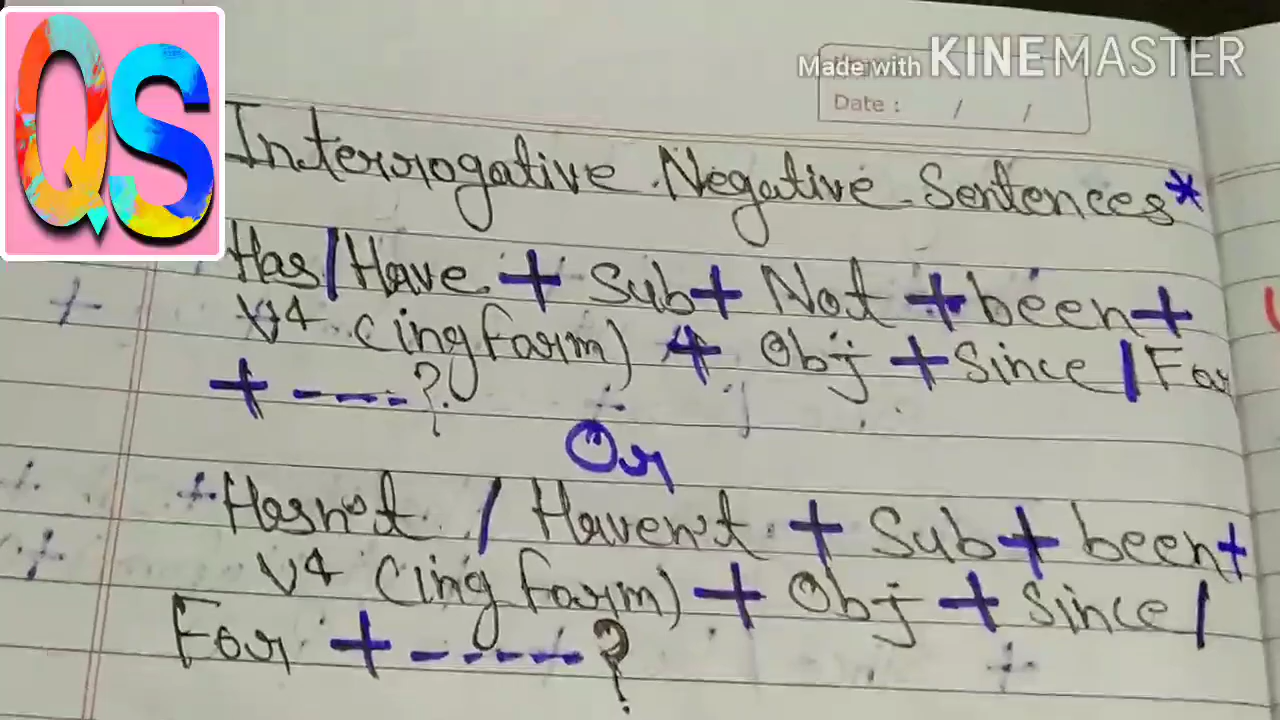 QS
Made with KINEMASTER
Date : / /
Interrogative Negative Sentences*
Has/Have + Sub + Not + been +
V4 (ing form) + Obj + Since / For
+ ----?
Or
Hasn't / Haven't + Sub + been +
V4 (ing form) + Obj + Since /
For + -----?